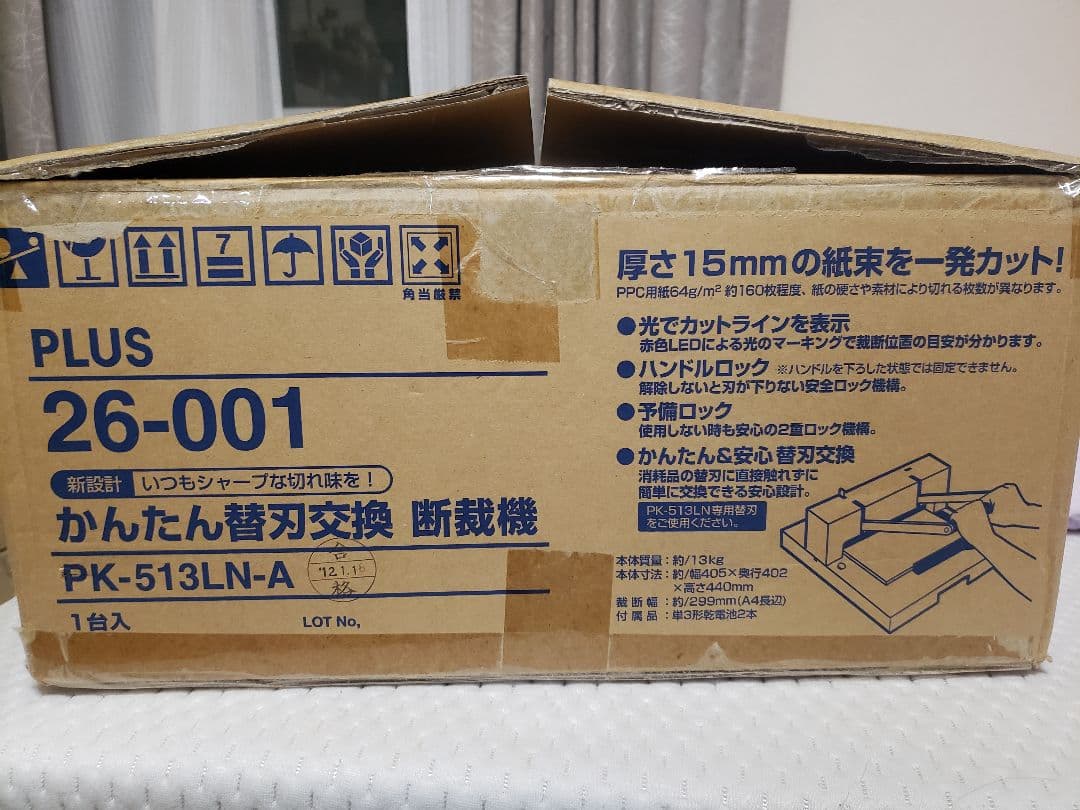 7
角当厳禁
PLUS
26-001
新設計 いつもシャープな切れ味を！
かんたん替刃交換 断裁機
PK-513LN-A
合
'12.1.16
格
1台入
LOT No,
厚さ15mmの紙束を一発カット！
PPC用紙64g/m² 約160枚程度、紙の硬さや素材により切れる枚数が異なります。
●光でカットラインを表示
赤色LEDによる光のマーキングで裁断位置の目安が分かります。
●ハンドルロック ※ハンドルを下ろした状態では固定できません。
解除しないと刃が下りない安全ロック機構。
●予備ロック
使用しない時も安心の2重ロック機構。
●かんたん&安心 替刃交換
消耗品の替刃に直接触れずに
簡単に交換できる安心設計。
PK-513LN専用替刃
をご使用ください。
本体質量：約/13kg
本体寸法：約/幅405×奥行402
×高さ440mm
裁断幅：約/299mm(A4長辺)
付属品：単3形乾電池2本